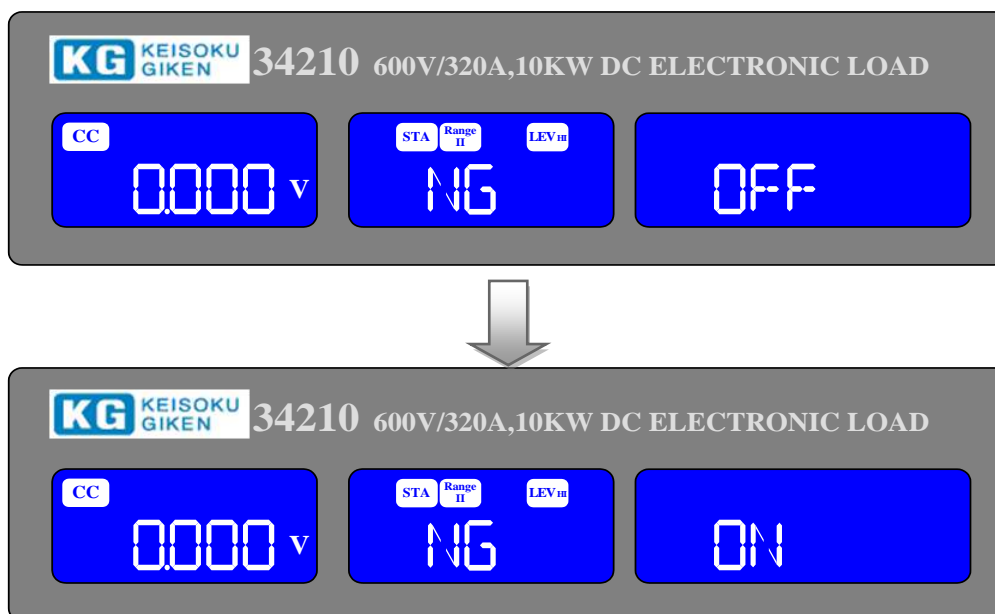 KG KEISOKU GIKEN 34210 600V/320A,10KW DC ELECTRONIC LOAD
CC STA Range II LEV HI
0.000 V NG OFF
KG KEISOKU GIKEN 34210 600V/320A,10KW DC ELECTRONIC LOAD
CC STA Range II LEV HI
0.000 V NG ON